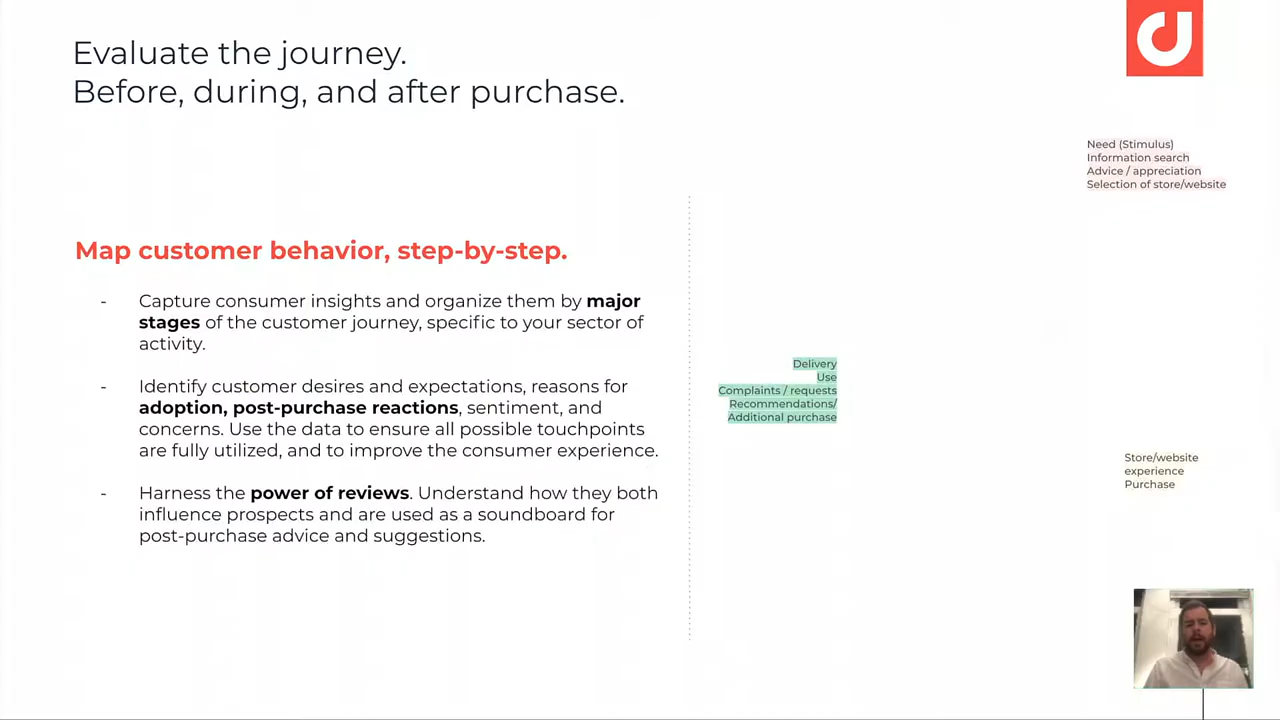 Evaluate the journey.
Before, during, and after purchase.
Need (Stimulus)
Information search
Advice / appreciation
Selection of store/website
Map customer behavior, step-by-step.
- Capture consumer insights and organize them by major
stages of the customer journey, specific to your sector of
activity.
- Identify customer desires and expectations, reasons for
adoption, post-purchase reactions, sentiment, and
concerns. Use the data to ensure all possible touchpoints
are fully utilized, and to improve the consumer experience.
- Harness the power of reviews. Understand how they both
influence prospects and are used as a soundboard for
post-purchase advice and suggestions.
Delivery
Use
Complaints / requests
Recommendations/
Additional purchase
Store/website
experience
Purchase